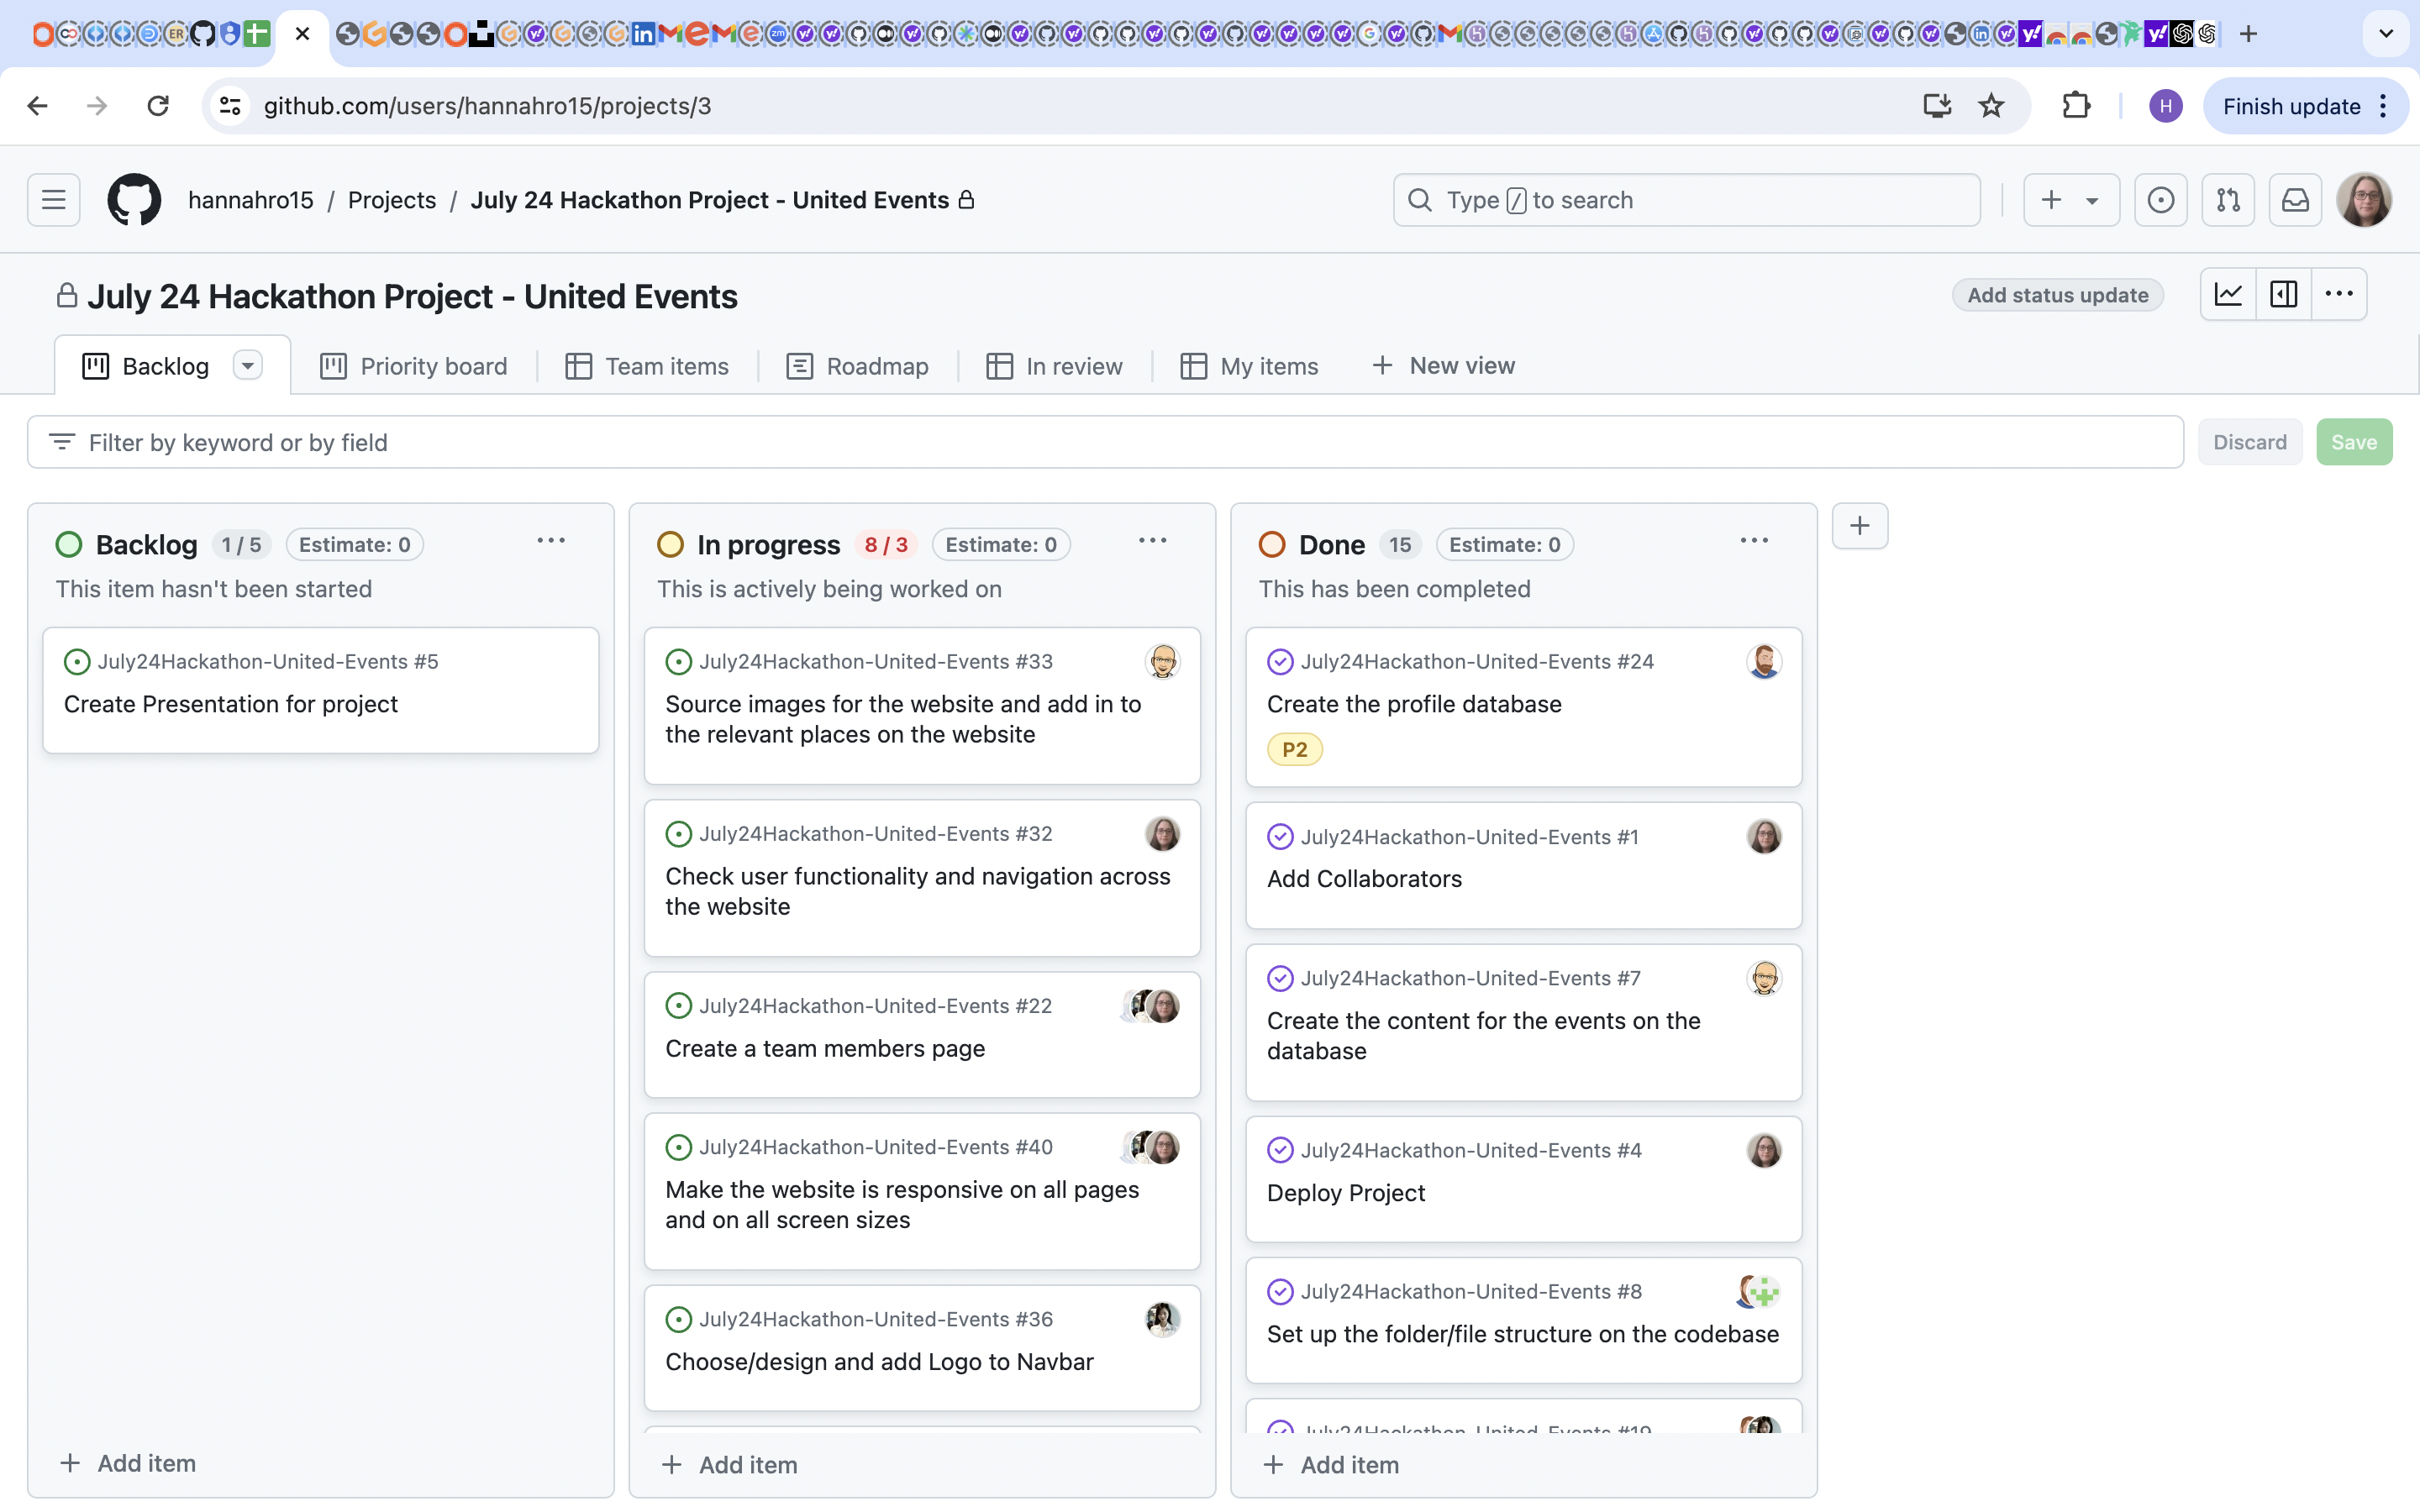 github.com/users/hannahro15/projects/3
H
Finish update
hannahro15 / Projects / July 24 Hackathon Project - United Events
Type / to search
July 24 Hackathon Project - United Events
Add status update
Backlog
Priority board
Team items
Roadmap
In review
My items
New view
Filter by keyword or by field
Discard
Save
Backlog 1 / 5 Estimate: 0
This item hasn't been started
July24Hackathon-United-Events #5
Create Presentation for project
Add item
In progress 8 / 3 Estimate: 0
This is actively being worked on
July24Hackathon-United-Events #33
Source images for the website and add in to
the relevant places on the website
July24Hackathon-United-Events #32
Check user functionality and navigation across
the website
July24Hackathon-United-Events #22
Create a team members page
July24Hackathon-United-Events #40
Make the website is responsive on all pages
and on all screen sizes
July24Hackathon-United-Events #36
Choose/design and add Logo to Navbar
Add item
Done 15 Estimate: 0
This has been completed
July24Hackathon-United-Events #24
Create the profile database
P2
July24Hackathon-United-Events #1
Add Collaborators
July24Hackathon-United-Events #7
Create the content for the events on the
database
July24Hackathon-United-Events #4
Deploy Project
July24Hackathon-United-Events #8
Set up the folder/file structure on the codebase
July24Hackathon-United-Events #19
Add item